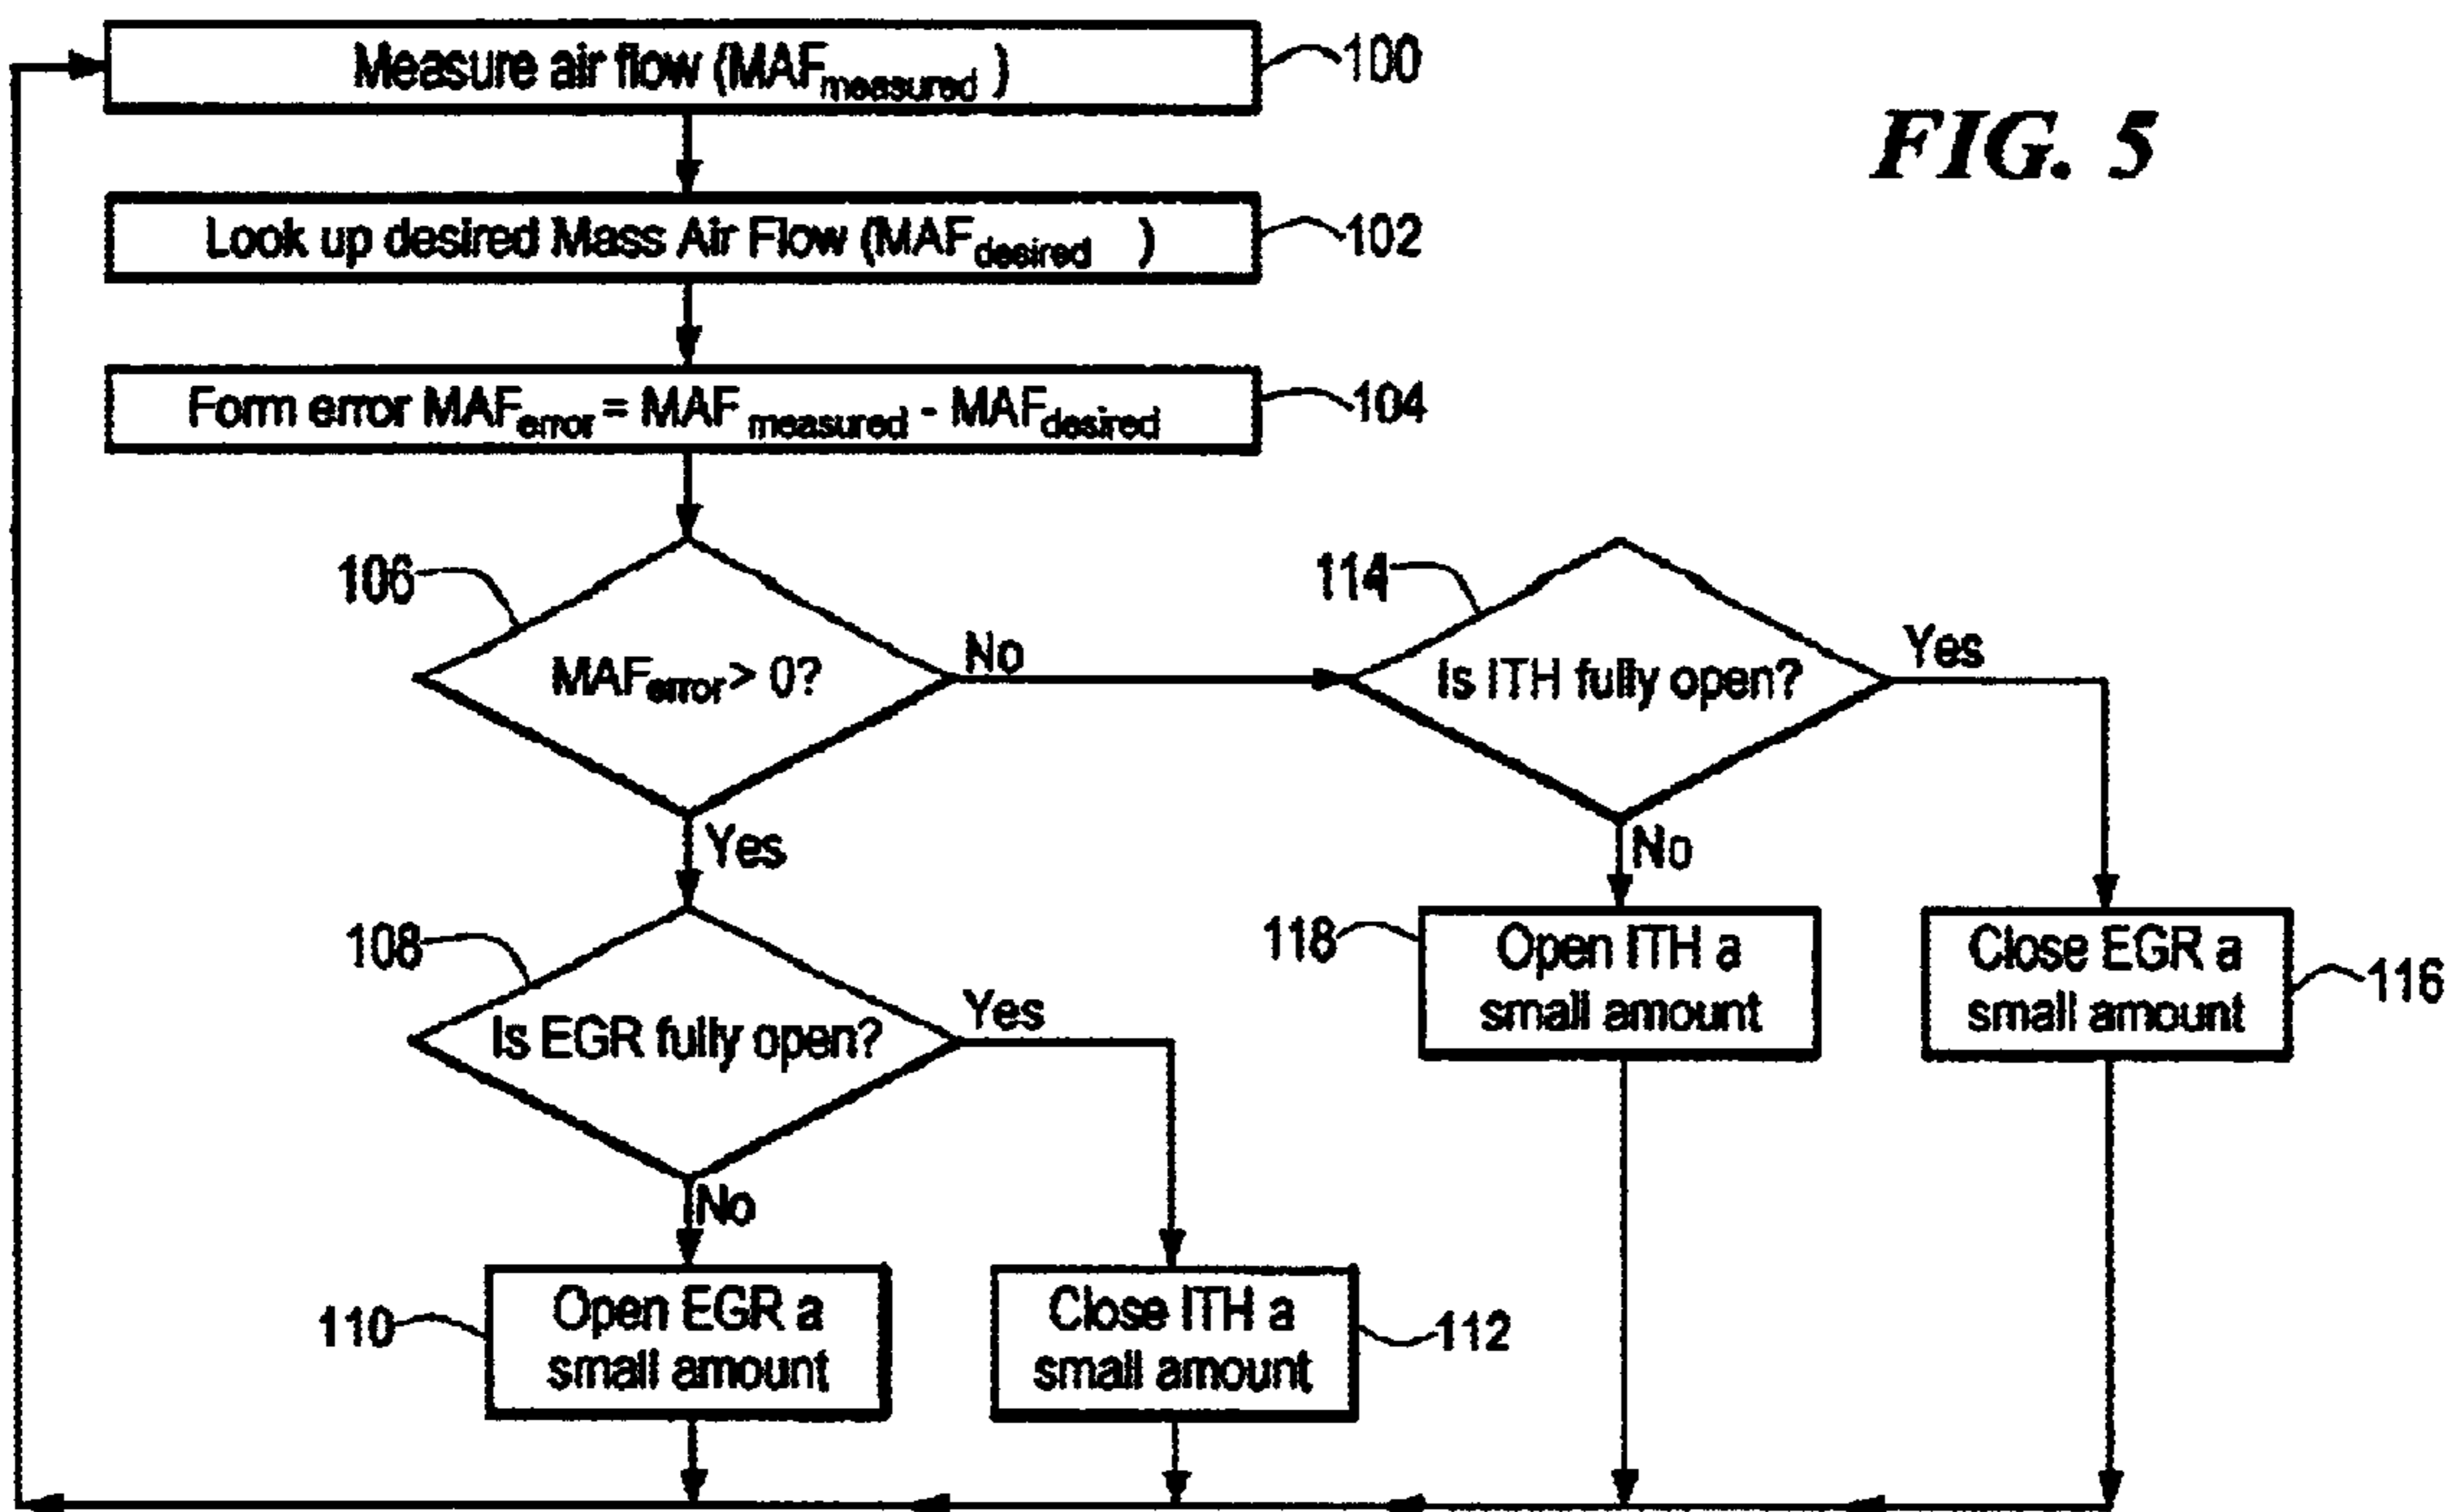 Measure air flow (MAFmeasured )
100
FIG. 5
Look up desired Mass Air Flow (MAFdesired )
102
Form error MAFerror = MAF measured - MAFdesired
104
106
MAFerror > 0?
No
Yes
114
Is ITH fully open?
Yes
No
108
Is EGR fully open?
Yes
No
118
Open ITH a
small amount
Close EGR a
small amount
116
110
Open EGR a
small amount
Close ITH a
small amount
112